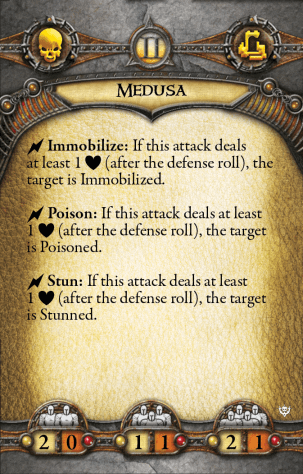 II
MEDUSA
Immobilize: If this attack deals
at least 1 (after the defense roll), the
target is Immobilized.
Poison: If this attack deals at least
1 (after the defense roll), the target
is Poisoned.
Stun: If this attack deals at least
1 (after the defense roll), the target
is Stunned.
2 0 1 1 2 1